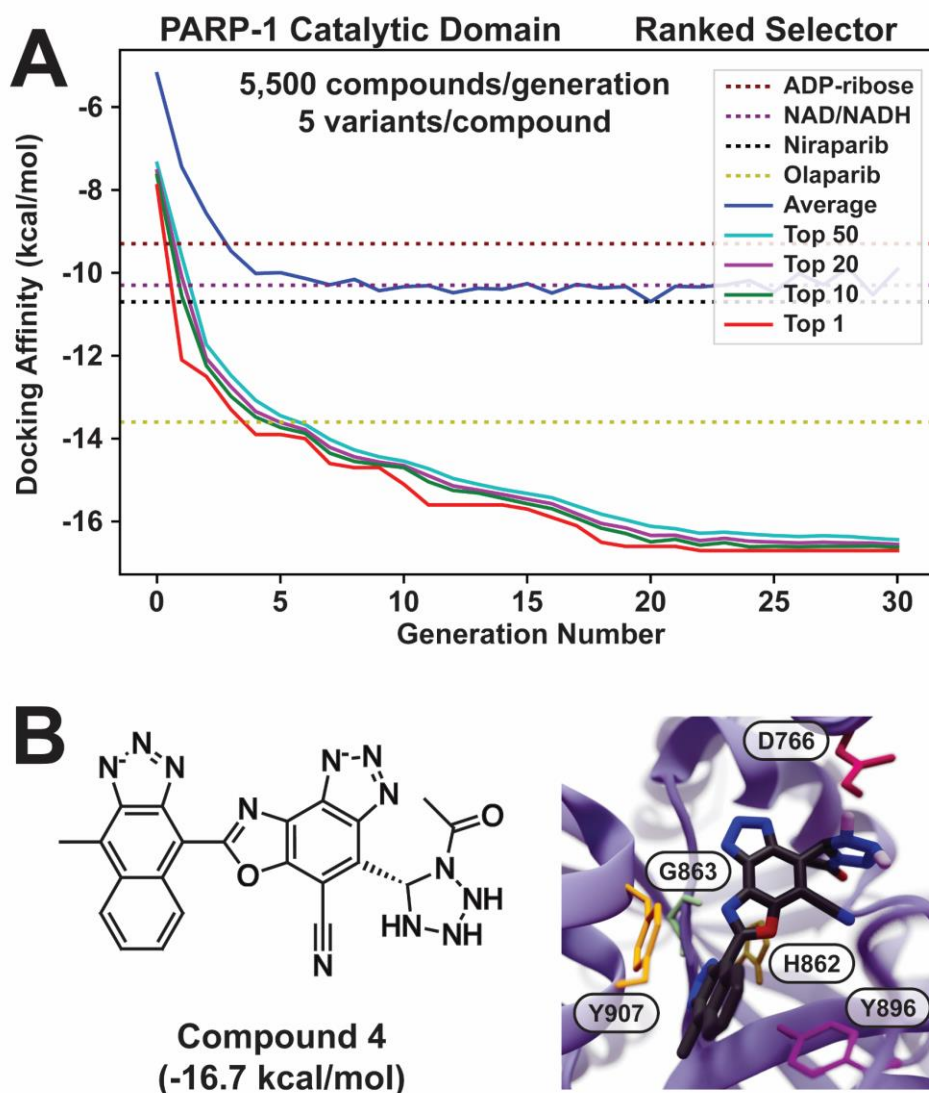 A
PARP-1 Catalytic Domain
Ranked Selector
5,500 compounds/generation
5 variants/compound
ADP-ribose
NAD/NADH
Niraparib
Olaparib
Average
Top 50
Top 20
Top 10
Top 1
Docking Affinity (kcal/mol)
-6
-8
-10
-12
-14
-16
0
5
10
15
20
25
30
Generation Number
B
N
N⁻
N
N
O
N
N⁻
N
N
N
O
N
HN
NH
NH
N
Compound 4
(-16.7 kcal/mol)
D766
G863
H862
Y907
Y896